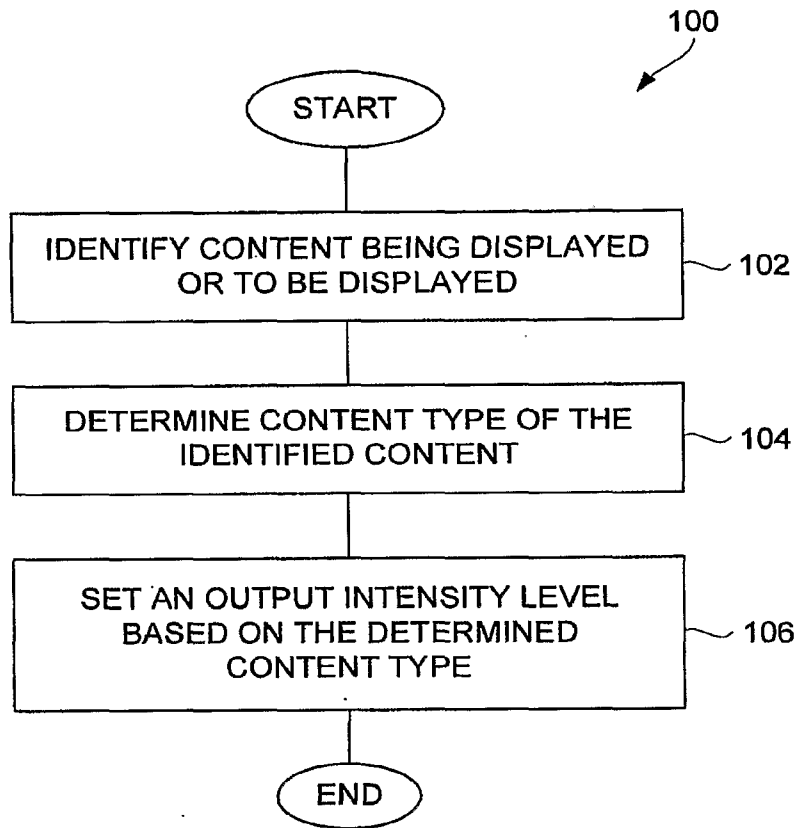 100
START
IDENTIFY CONTENT BEING DISPLAYED
OR TO BE DISPLAYED
102
DETERMINE CONTENT TYPE OF THE
IDENTIFIED CONTENT
104
SET AN OUTPUT INTENSITY LEVEL
BASED ON THE DETERMINED
CONTENT TYPE
106
END